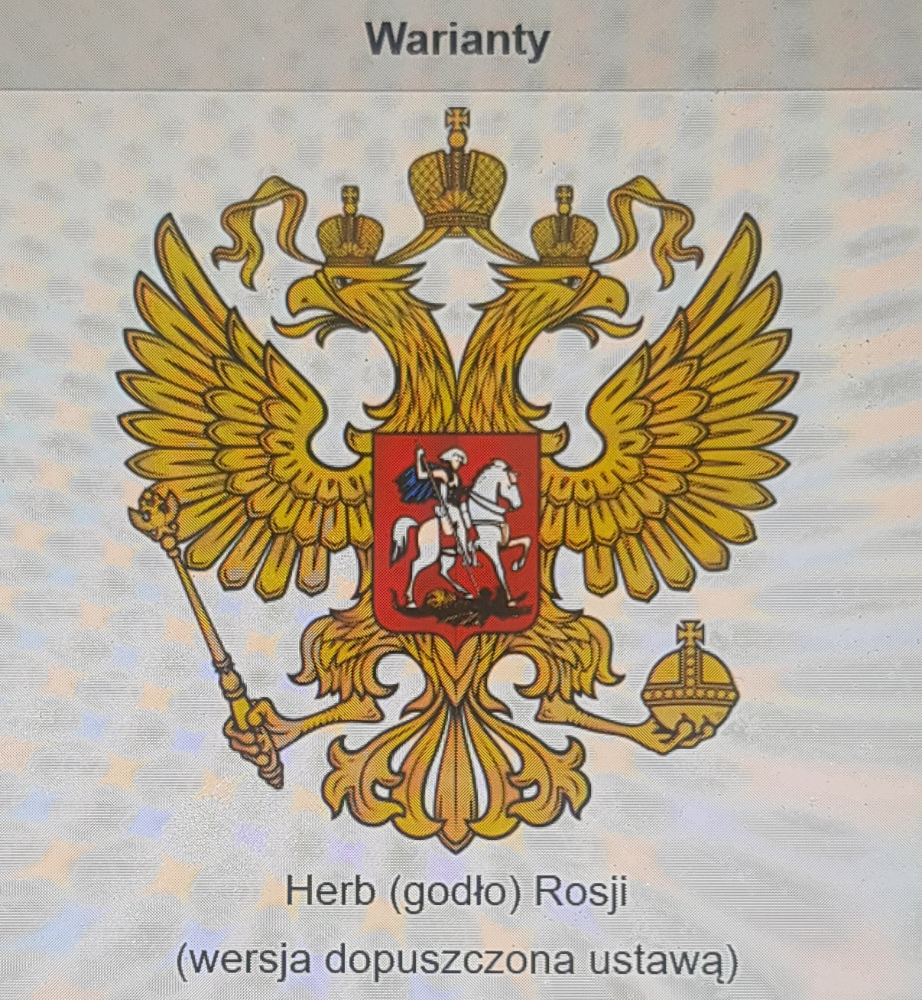 Warianty
Herb (godło) Rosji
(wersja dopuszczona ustawą)